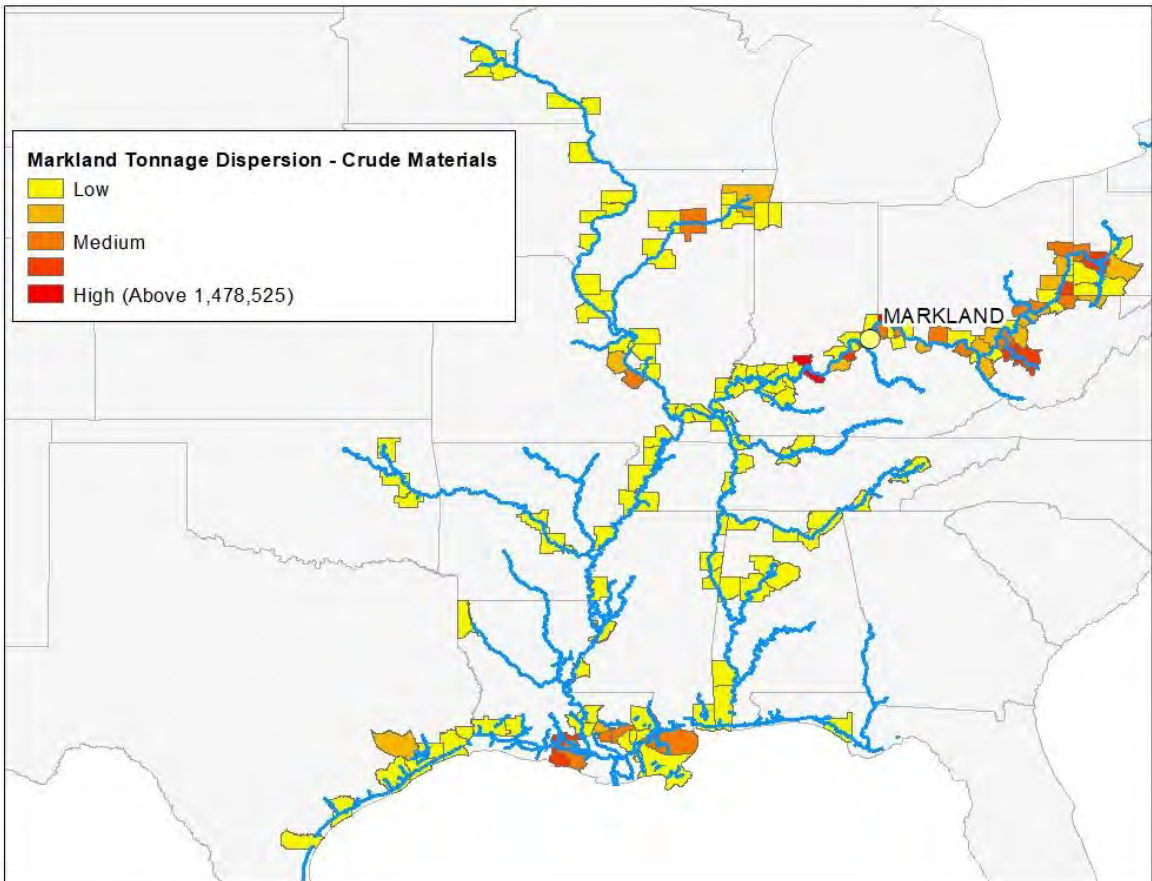 Markland Tonnage Dispersion - Crude Materials
Low
Medium
High (Above 1,478,525)
MARKLAND